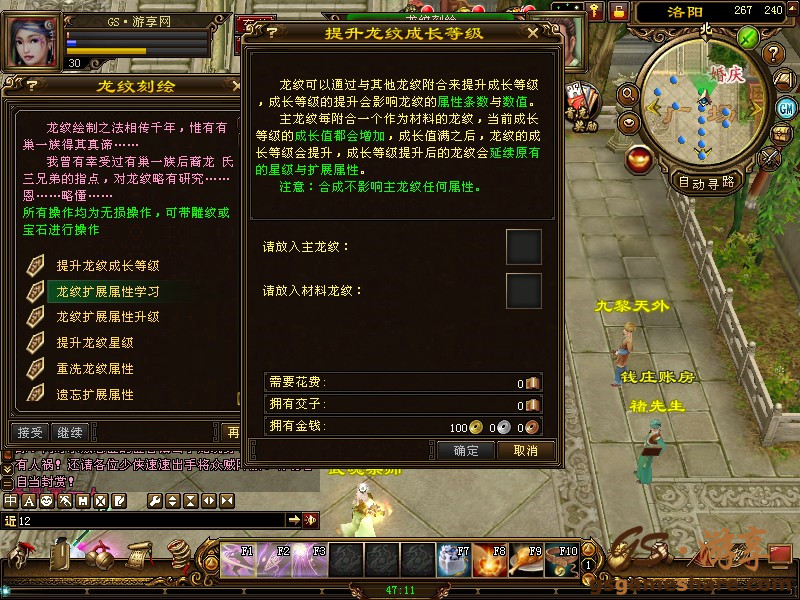 GS·游享网
30
龙纹刻绘
?
龙纹绘制之法相传千年，惟有有
巢一族得其真谛……
我曾有幸受过有巢一族后裔龙 氏
三兄弟的指点，对龙纹略有研究……
恩……略懂……
所有操作均为无损操作，可带雕纹或
宝石进行操作
提升龙纹成长等级
龙纹扩展属性学习
龙纹扩展属性升级
提升龙纹星级
重洗龙纹属性
遗忘扩展属性
接受
继续
再
龙纹刻绘
?
提升龙纹成长等级
龙纹可以通过与其他龙纹附合来提升成长等级
，成长等级的提升会影响龙纹的属性条数与数值。
主龙纹每附合一个作为材料的龙纹，当前成长
等级的成长值都会增加，成长值满之后，龙纹的成
长等级会提升，成长等级提升后的龙纹会延续原有
的星级与扩展属性。
注意：合成不影响主龙纹任何属性。
请放入主龙纹：
请放入材料龙纹：
需要花费：
0
拥有交子：
0
拥有金钱：
100 0 0
确定
取消
首充
奖励
洛阳
267 240
北
婚庆
GM
自动寻路
九黎天外
钱庄账房
褚先生
有人祸！还请各位少侠速速出手将众贼
自当封赏！
中 A M
近12
F1 F2 F3 F7 F8 F9 F10
1
47:11
GS·游享